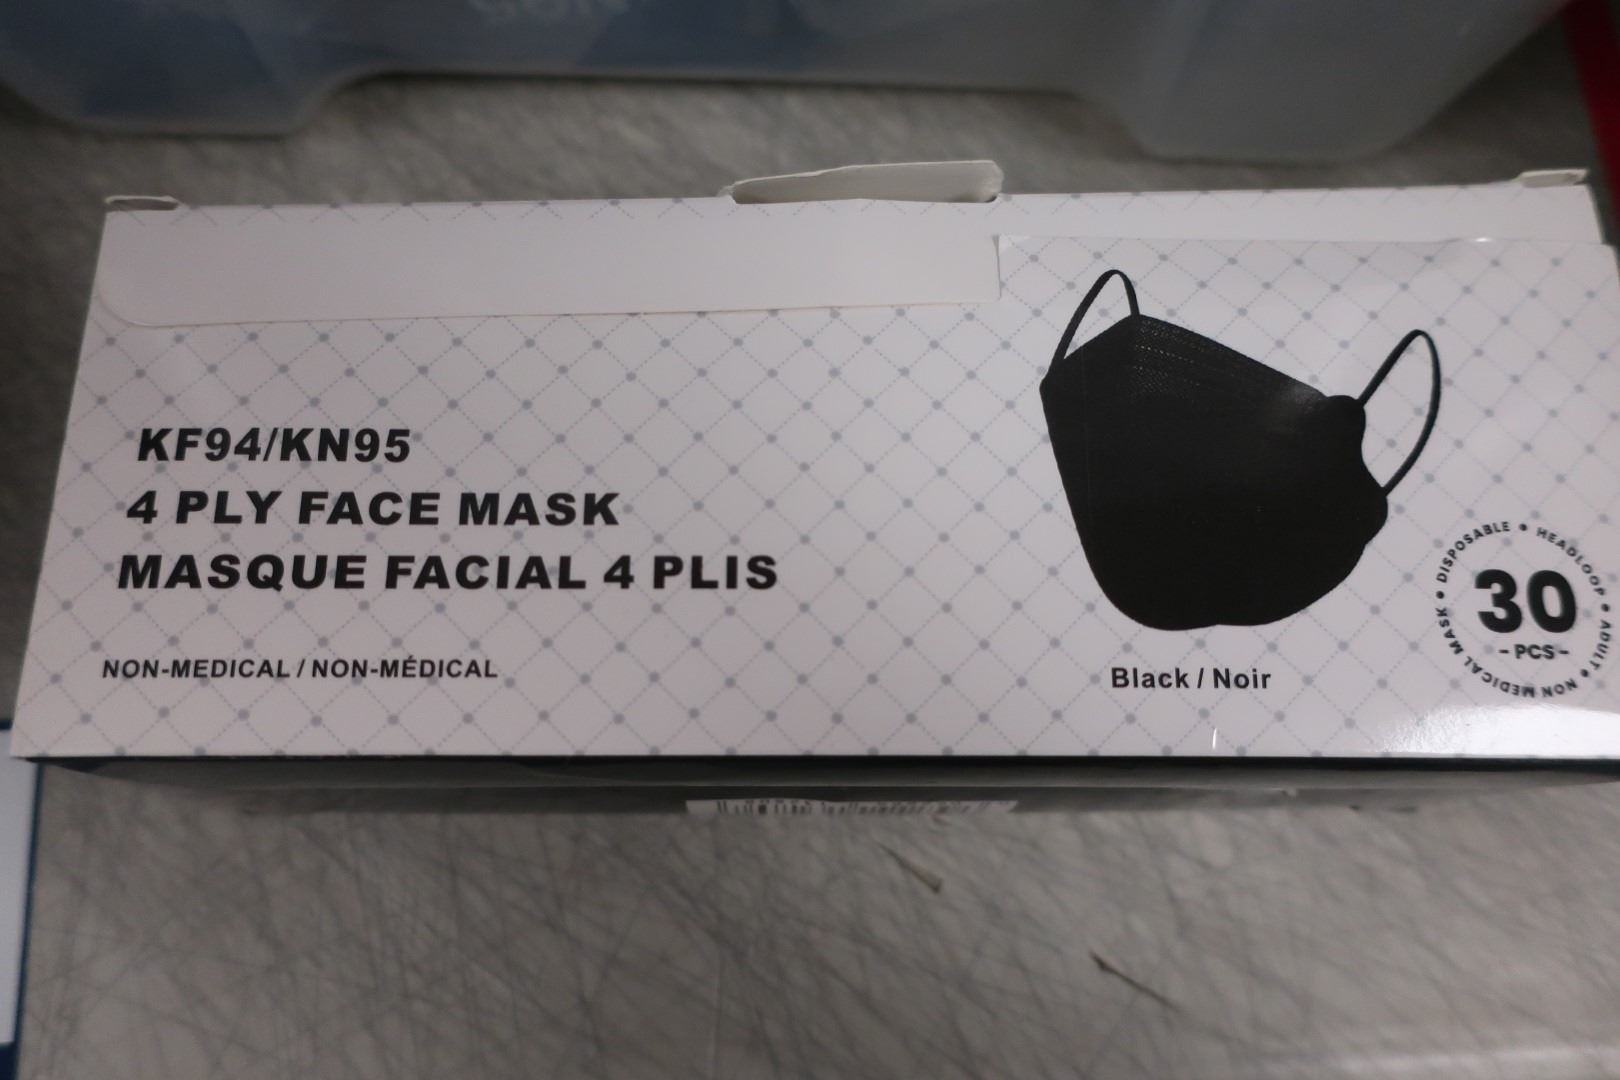 KF94/KN95
4 PLY FACE MASK
MASQUE FACIAL 4 PLIS
NON-MEDICAL / NON-MÉDICAL
Black / Noir
DISPOSABLE • HEADLOOP • ADULT • NON MEDICAL MASK •
30
- PCS -